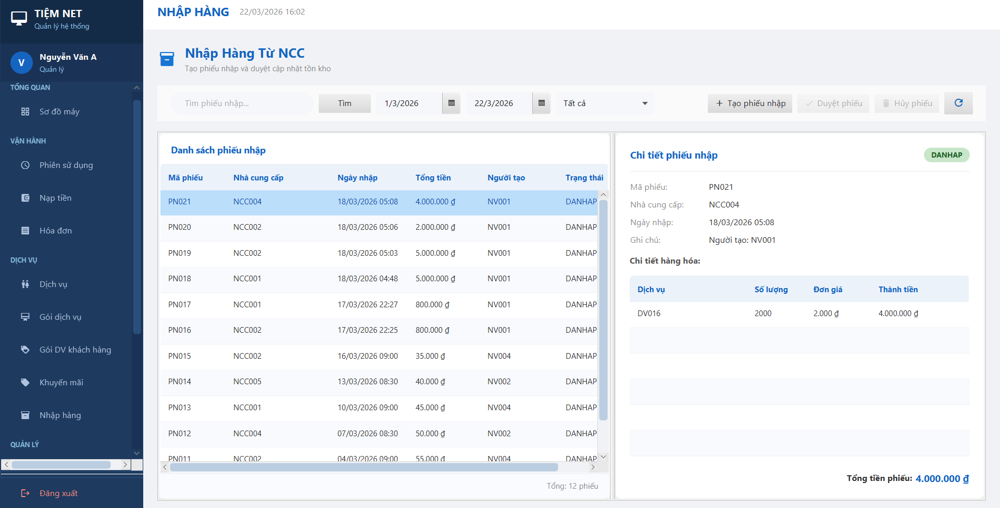 TIỆM NET
Quản lý hệ thống
V
Nguyễn Văn A
Quản lý
TỔNG QUAN
Sơ đồ máy
VẬN HÀNH
Phiên sử dụng
Nạp tiền
Hóa đơn
DỊCH VỤ
Dịch vụ
Gói dịch vụ
Gói DV khách hàng
Khuyến mãi
Nhập hàng
QUẢN LÝ
Đăng xuất
NHẬP HÀNG 22/03/2026 16:02
Nhập Hàng Từ NCC
Tạo phiếu nhập và duyệt cập nhật tồn kho
Tìm phiếu nhập... Tìm 1/3/2026 22/3/2026 Tất cả + Tạo phiếu nhập Duyệt phiếu Hủy phiếu
Danh sách phiếu nhập
Mã phiếu Nhà cung cấp Ngày nhập Tổng tiền Người tạo Trạng thái
PN021 NCC004 18/03/2026 05:08 4.000.000 ₫ NV001 DANHAP
PN020 NCC002 18/03/2026 05:06 2.000.000 ₫ NV001 DANHAP
PN019 NCC002 18/03/2026 05:03 5.000.000 ₫ NV001 DANHAP
PN018 NCC001 18/03/2026 04:48 5.000.000 ₫ NV001 DANHAP
PN017 NCC001 17/03/2026 22:27 800.000 ₫ NV001 DANHAP
PN016 NCC002 17/03/2026 22:25 800.000 ₫ NV001 DANHAP
PN015 NCC002 16/03/2026 09:00 35.000 ₫ NV004 DANHAP
PN014 NCC005 13/03/2026 08:30 40.000 ₫ NV002 DANHAP
PN013 NCC001 10/03/2026 09:00 45.000 ₫ NV004 DANHAP
PN012 NCC004 07/03/2026 08:30 50.000 ₫ NV002 DANHAP
PN011 NCC002 04/03/2026 09:00 55.000 ₫ NV004 DANHAP
Tổng: 12 phiếu
Chi tiết phiếu nhập DANHAP
Mã phiếu: PN021
Nhà cung cấp: NCC004
Ngày nhập: 18/03/2026 05:08
Ghi chú: Người tạo: NV001
Chi tiết hàng hóa:
Dịch vụ Số lượng Đơn giá Thành tiền
DV016 2000 2.000 ₫ 4.000.000 ₫
Tổng tiền phiếu: 4.000.000 ₫